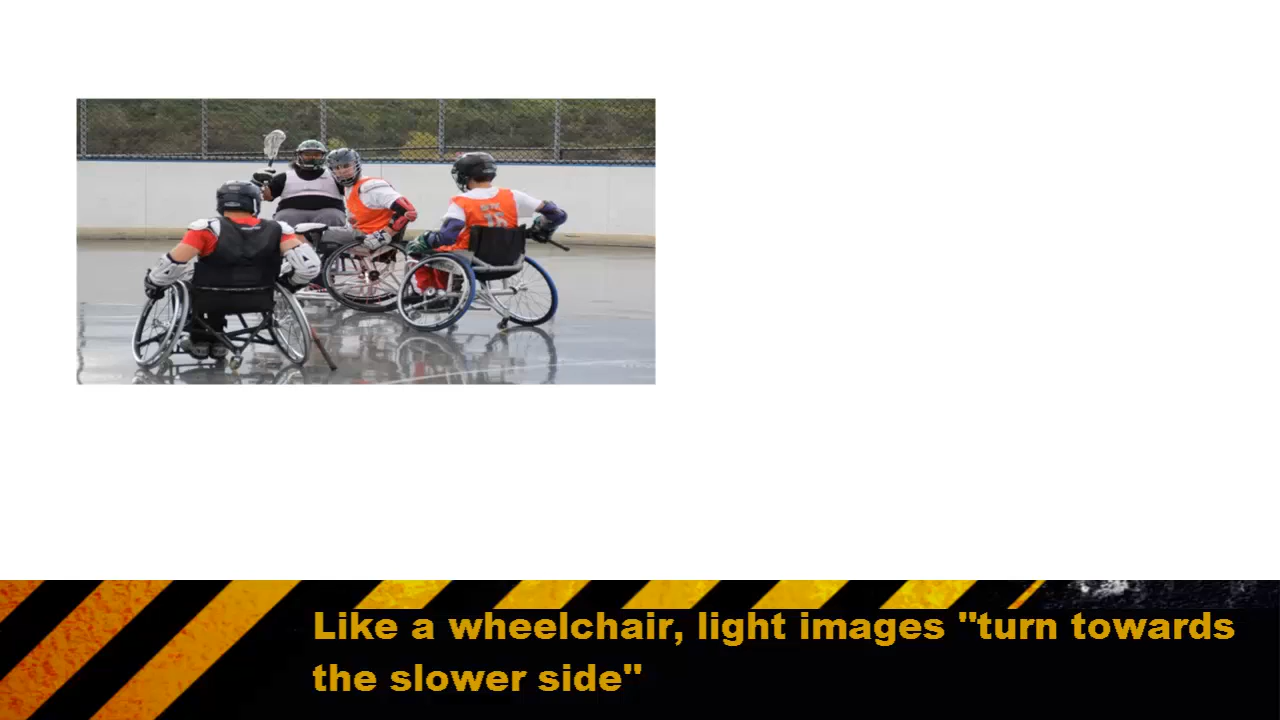 Like a wheelchair, light images "turn towards
the slower side"